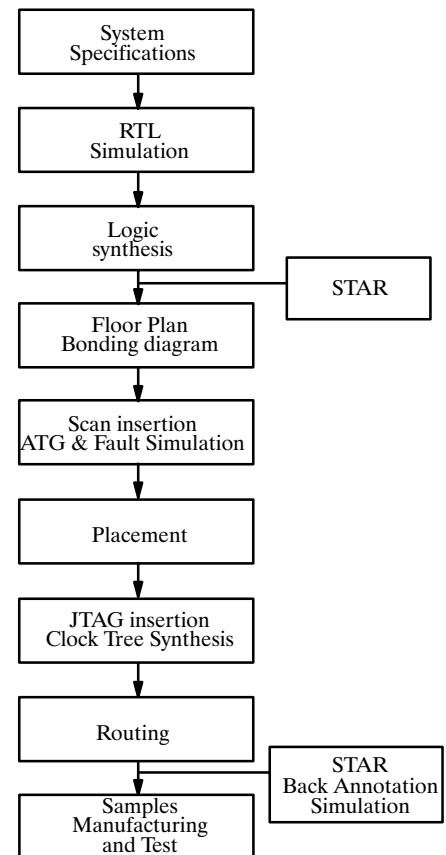 System
Specifications
RTL
Simulation
Logic
synthesis
STAR
Floor Plan
Bonding diagram
Scan insertion
ATG & Fault Simulation
Placement
JTAG insertion
Clock Tree Synthesis
Routing
STAR
Back Annotation
Simulation
Samples
Manufacturing
and Test